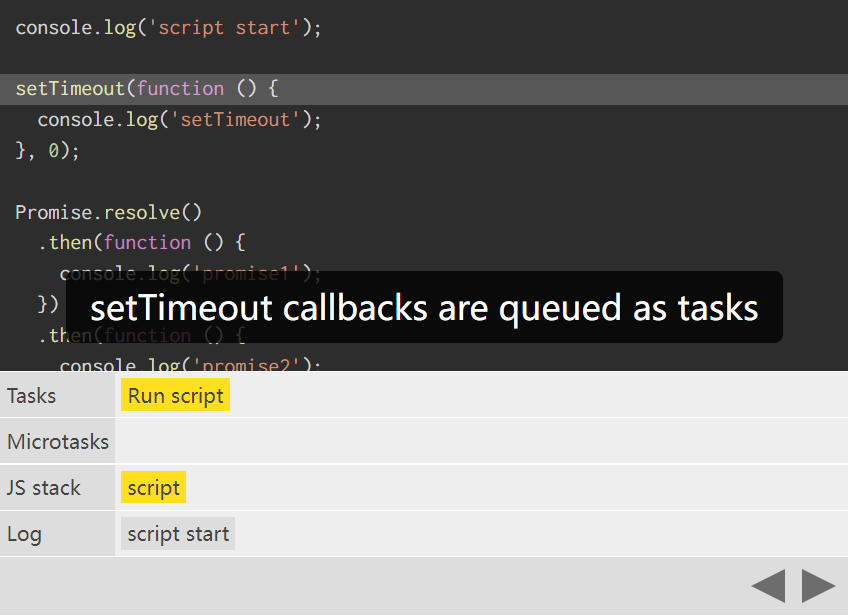 console.log('script start');
setTimeout(function () {
  console.log('setTimeout');
}, 0);
Promise.resolve()
  .then(function () {
    console.log('promise1');
  })
setTimeout callbacks are queued as tasks
  .then(function () {
    console.log('promise2');
Tasks Run script
Microtasks
JS stack script
Log script start